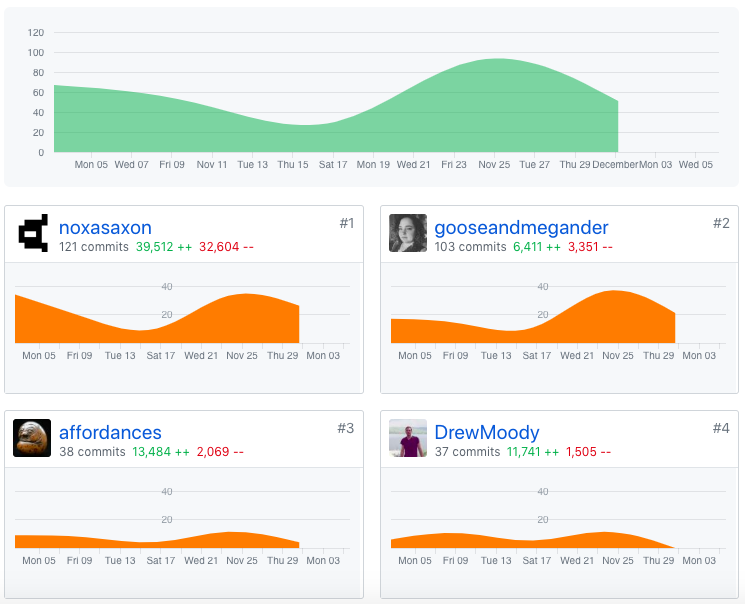 120
100
80
60
40
20
0
Mon 05 Wed 07 Fri 09 Nov 11 Tue 13 Thu 15 Sat 17 Mon 19 Wed 21 Fri 23 Nov 25 Tue 27 Thu 29 December Mon 03 Wed 05
noxasaxon #1
121 commits 39,512 ++ 32,604 --
40
20
Mon 05 Fri 09 Tue 13 Sat 17 Wed 21 Nov 25 Thu 29 Mon 03
gooseandmegander #2
103 commits 6,411 ++ 3,351 --
40
20
Mon 05 Fri 09 Tue 13 Sat 17 Wed 21 Nov 25 Thu 29 Mon 03
affordances #3
38 commits 13,484 ++ 2,069 --
40
20
Mon 05 Fri 09 Tue 13 Sat 17 Wed 21 Nov 25 Thu 29 Mon 03
DrewMoody #4
37 commits 11,741 ++ 1,505 --
40
20
Mon 05 Fri 09 Tue 13 Sat 17 Wed 21 Nov 25 Thu 29 Mon 03